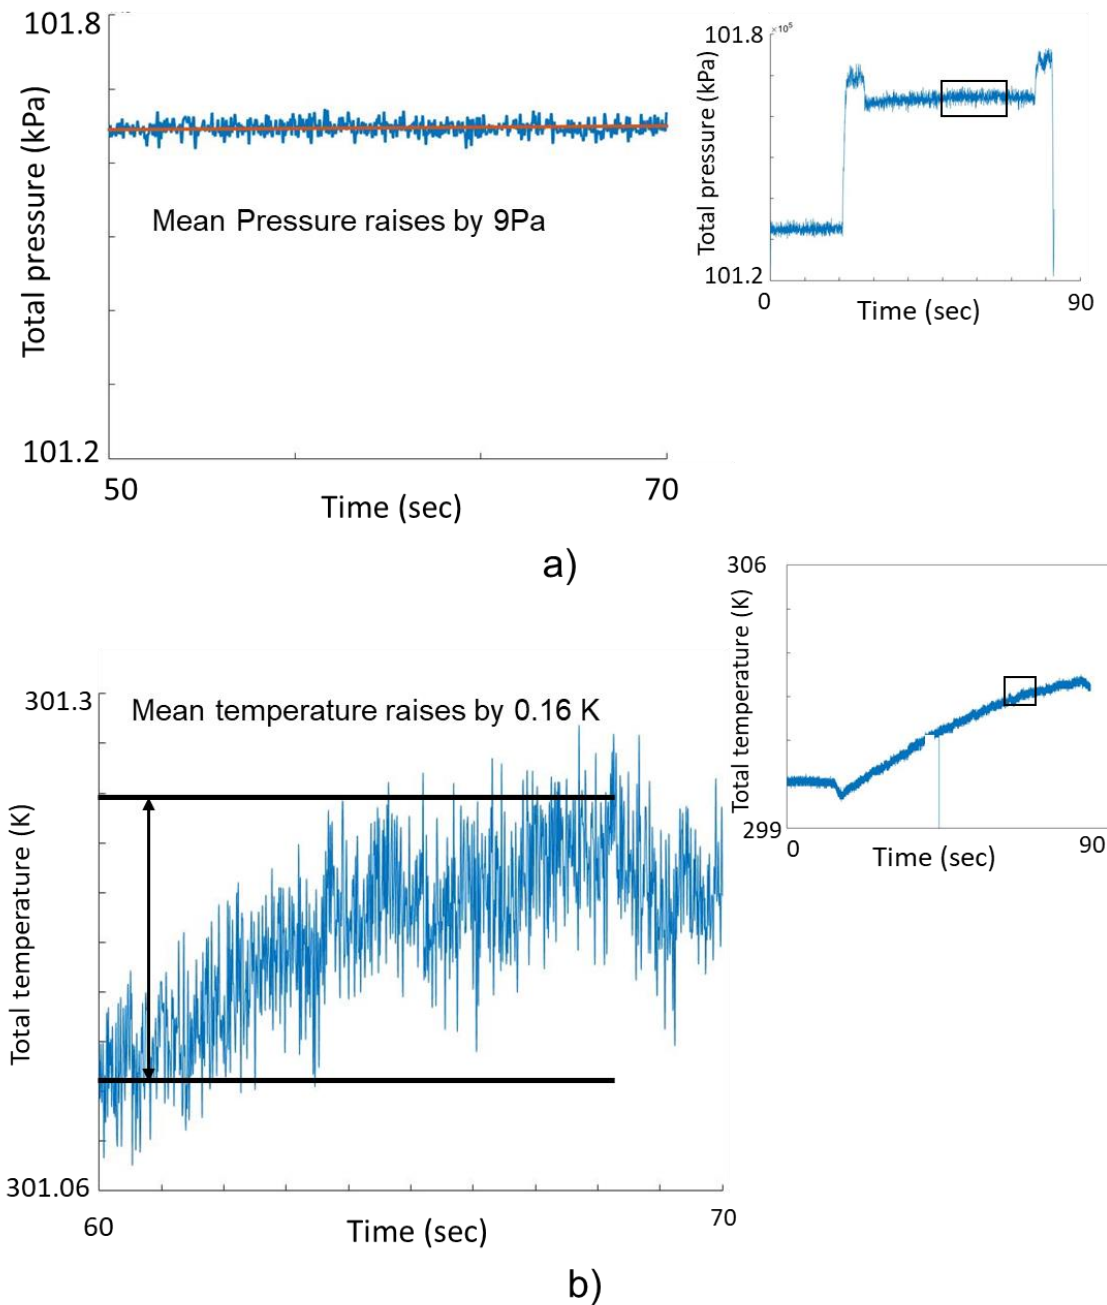 101.8
Total pressure (kPa)
Mean Pressure raises by 9Pa
101.2
50
70
Time (sec)
101.8
×10⁵
Total pressure (kPa)
101.2
0
90
Time (sec)
a)
301.3
Mean temperature raises by 0.16 K
Total temperature (K)
301.06
60
70
Time (sec)
306
Total temperature (K)
299
0
90
Time (sec)
b)